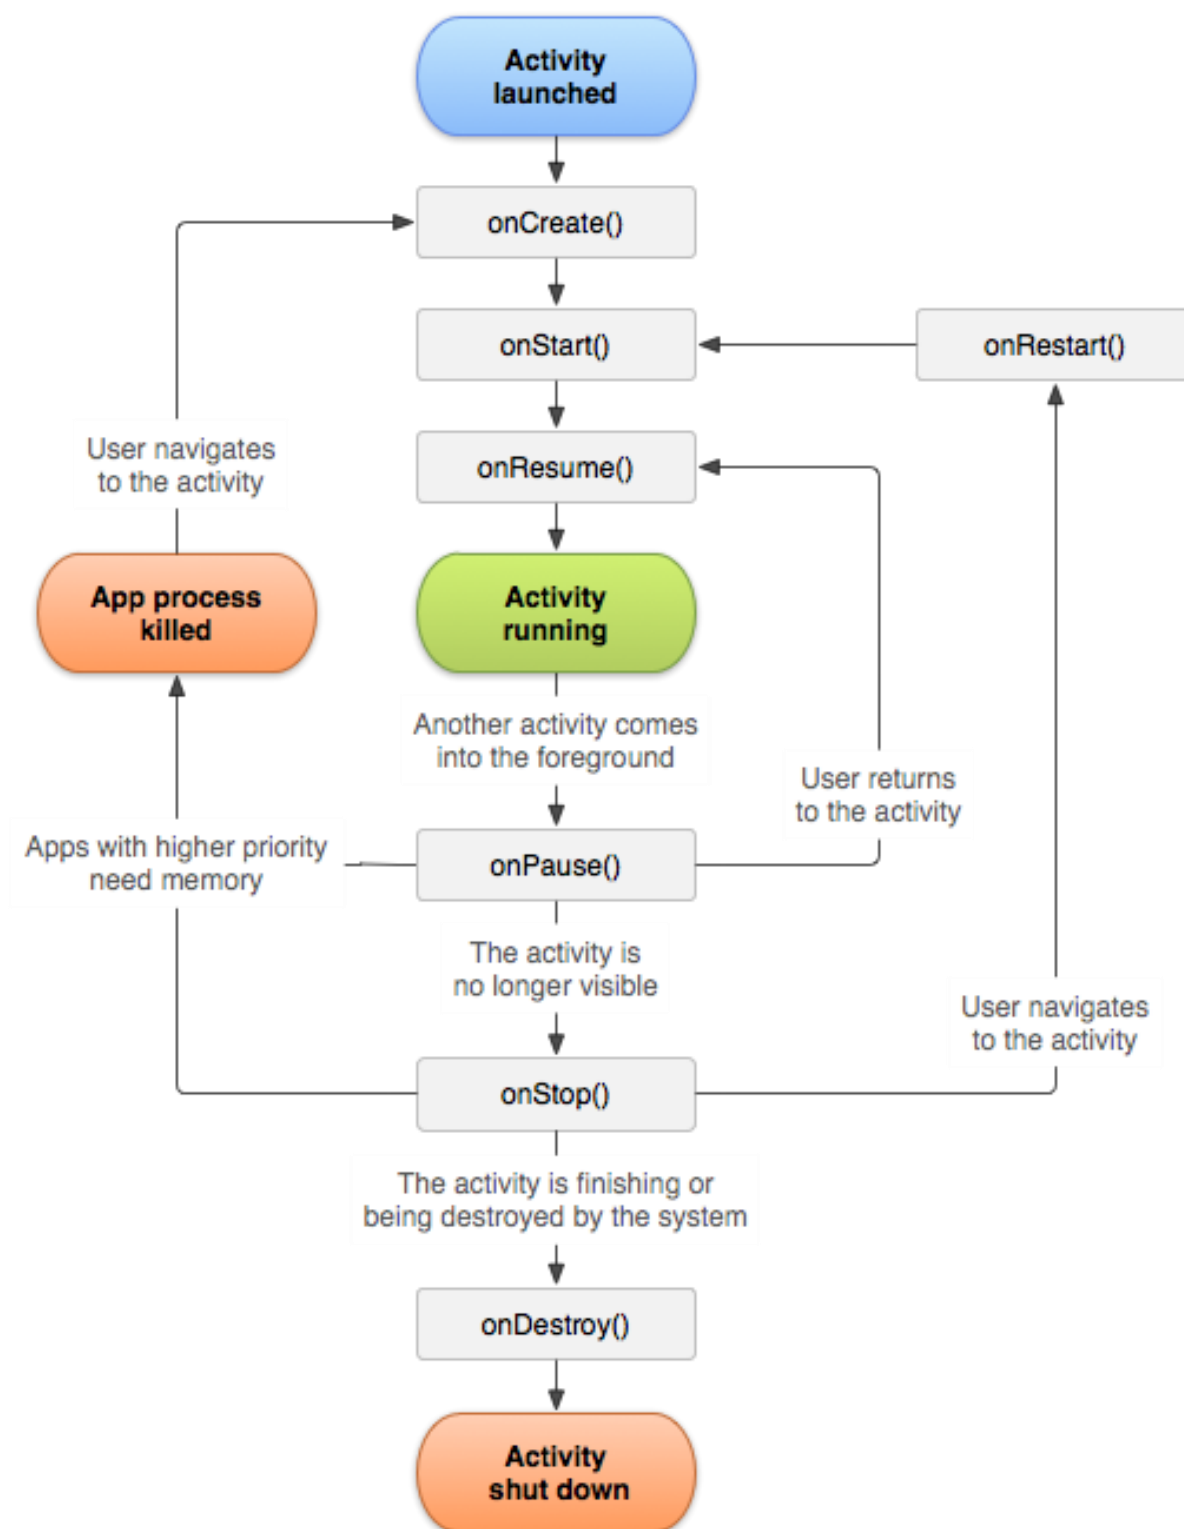 Activity
launched
onCreate()
onStart()
onRestart()
User navigates
to the activity
onResume()
App process
killed
Activity
running
Another activity comes
into the foreground
User returns
to the activity
Apps with higher priority
need memory
onPause()
The activity is
no longer visible
User navigates
to the activity
onStop()
The activity is finishing or
being destroyed by the system
onDestroy()
Activity
shut down